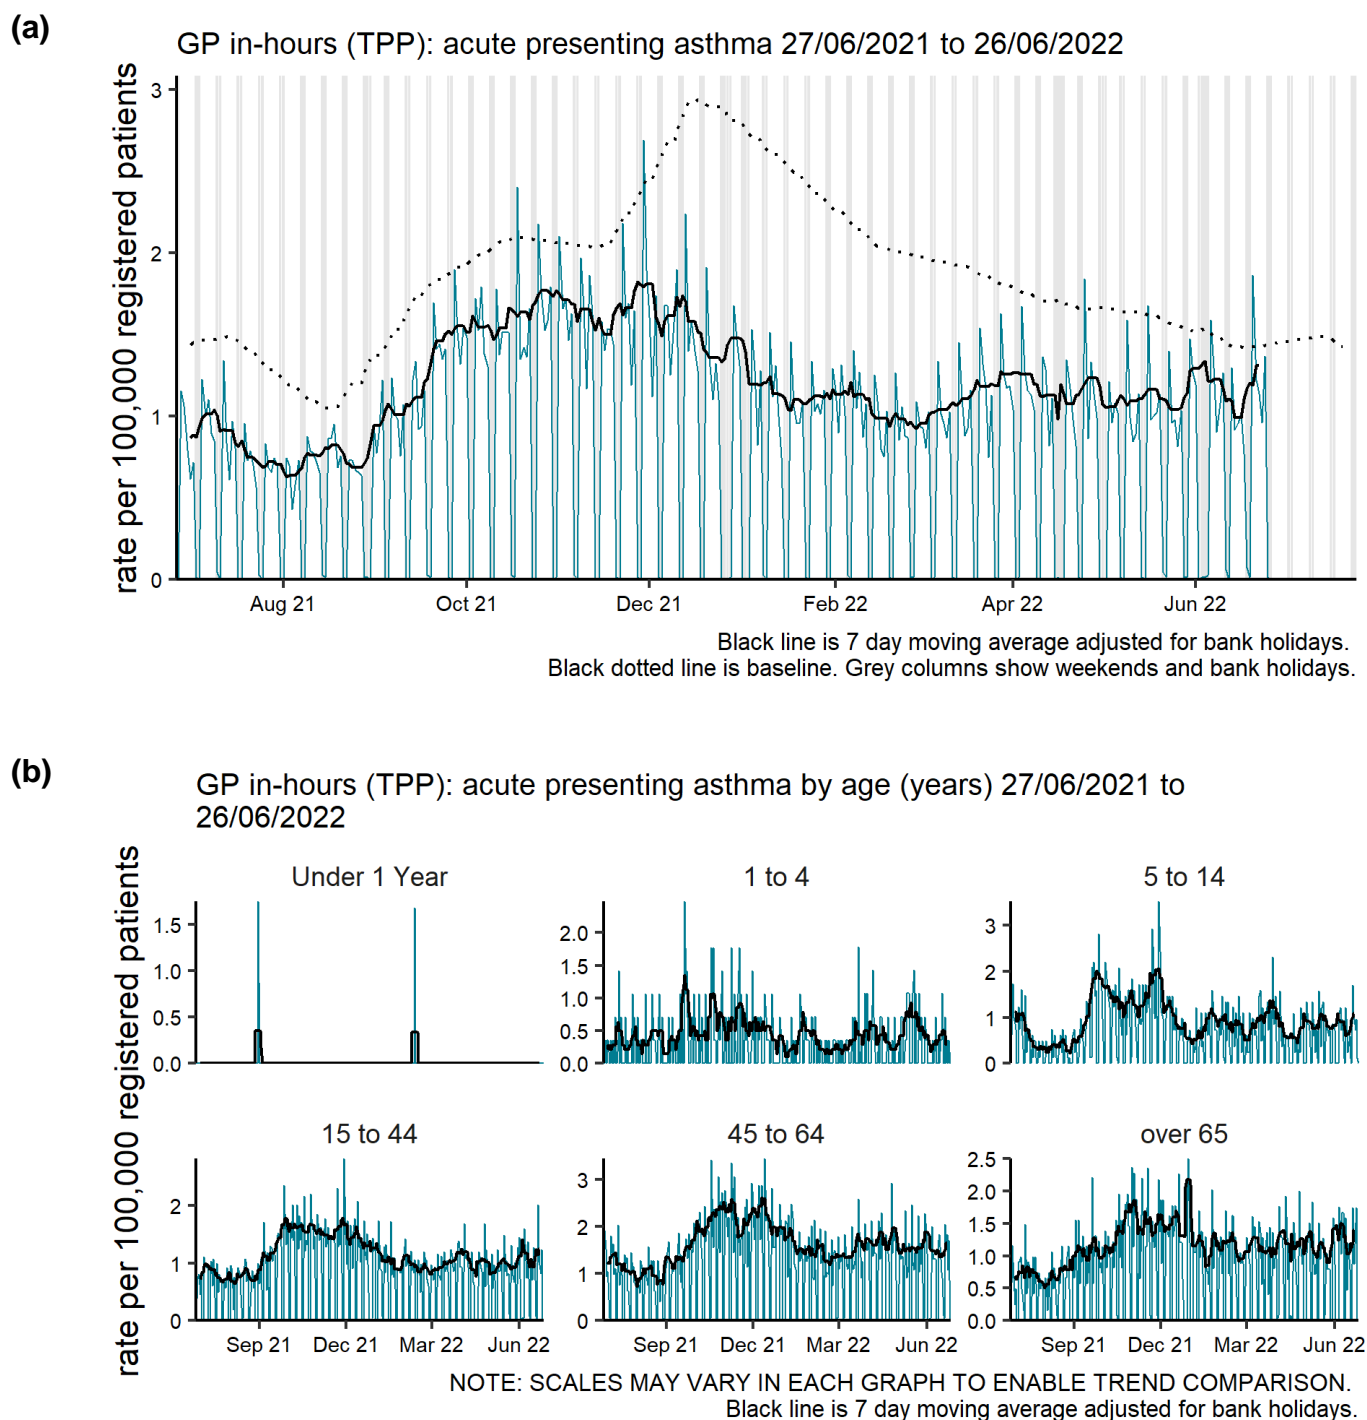 (a)
GP in-hours (TPP): acute presenting asthma 27/06/2021 to 26/06/2022
rate per 100,000 registered patients
3
2
1
0
Aug 21
Oct 21
Dec 21
Feb 22
Apr 22
Jun 22
Black line is 7 day moving average adjusted for bank holidays.
Black dotted line is baseline. Grey columns show weekends and bank holidays.
(b)
GP in-hours (TPP): acute presenting asthma by age (years) 27/06/2021 to
26/06/2022
rate per 100,000 registered patients
Under 1 Year
1.5
1.0
0.5
0.0
1 to 4
2.0
1.5
1.0
0.5
0.0
5 to 14
3
2
1
0
15 to 44
2
1
0
Sep 21
Dec 21
Mar 22
Jun 22
45 to 64
3
2
1
0
Sep 21
Dec 21
Mar 22
Jun 22
over 65
2.5
2.0
1.5
1.0
0.5
0.0
Sep 21
Dec 21
Mar 22
Jun 22
NOTE: SCALES MAY VARY IN EACH GRAPH TO ENABLE TREND COMPARISON.
Black line is 7 day moving average adjusted for bank holidays.